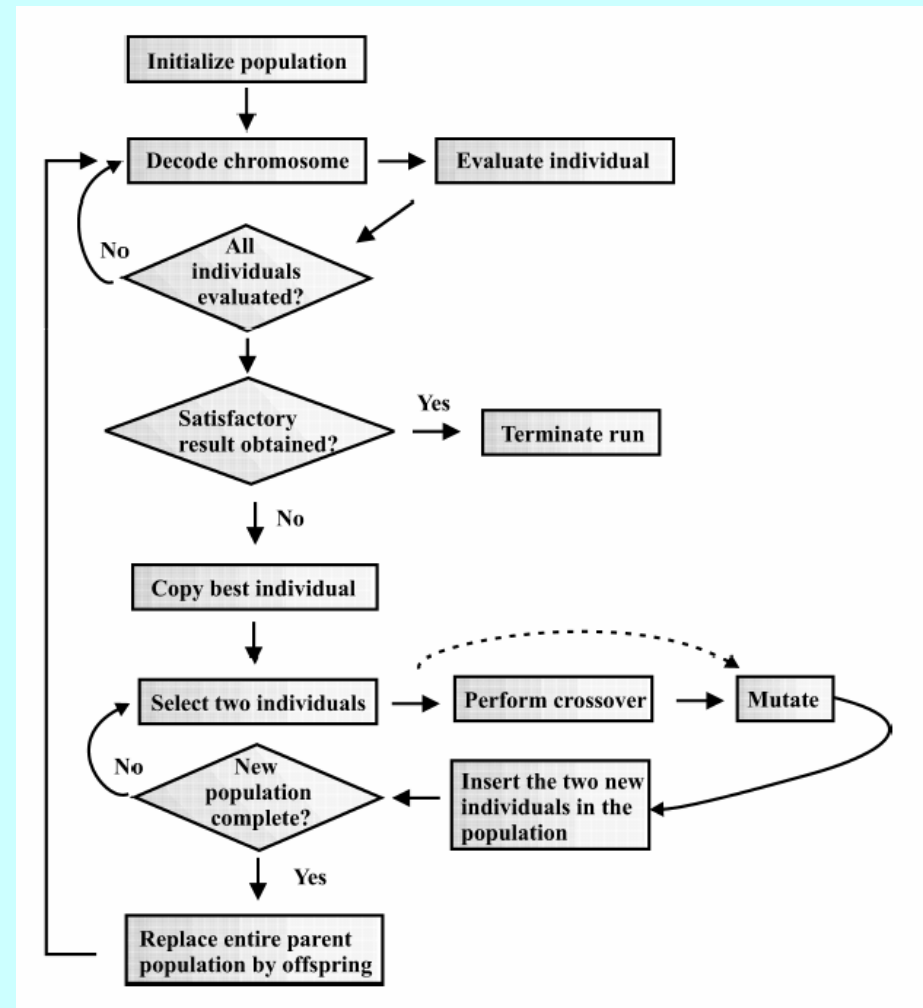 Initialize population
Decode chromosome
Evaluate individual
No
All
individuals
evaluated?
Satisfactory
result obtained?
Yes
Terminate run
No
Copy best individual
Select two individuals
Perform crossover
Mutate
No
New
population
complete?
Insert the two new
individuals in the
population
Yes
Replace entire parent
population by offspring